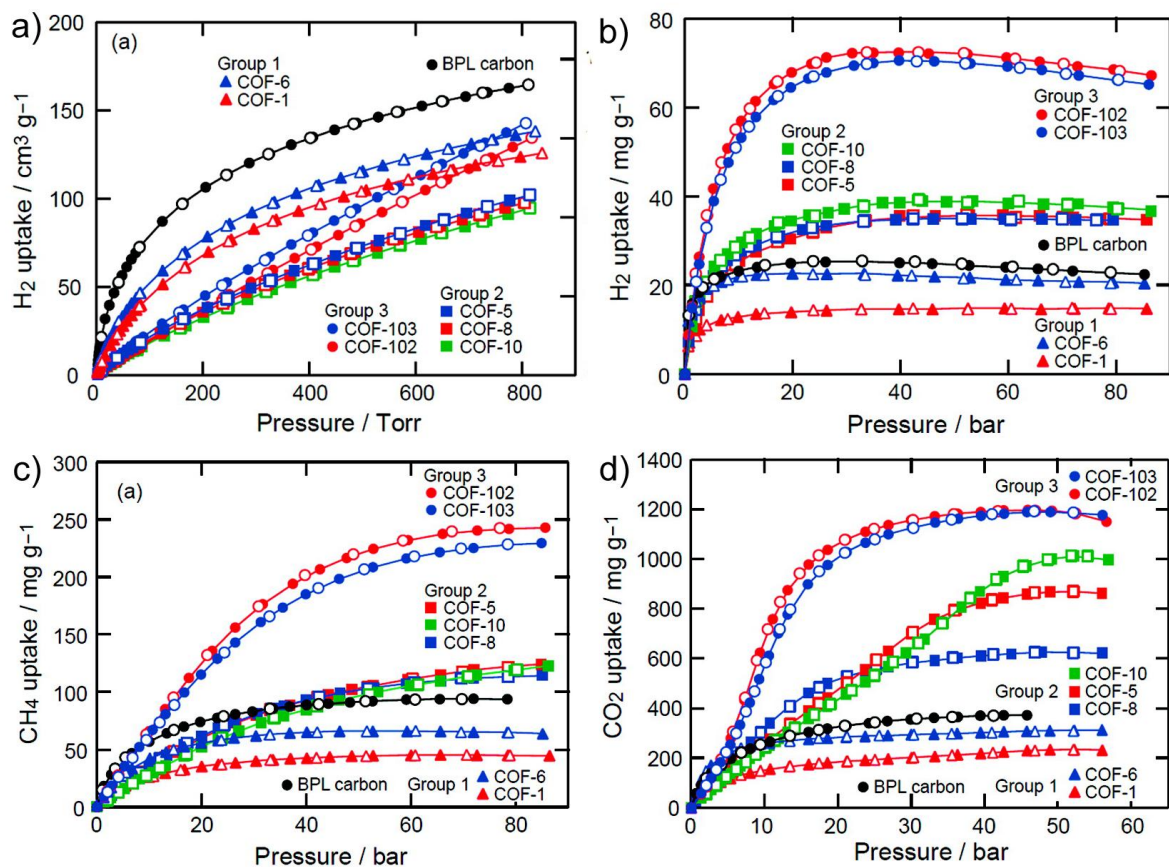 a)
(a)
Group 1
COF-6
COF-1
BPL carbon
Group 3
COF-103
COF-102
Group 2
COF-5
COF-8
COF-10
H2 uptake / cm³ g⁻¹
200
150
100
50
0
0 200 400 600 800
Pressure / Torr
b)
Group 3
COF-102
COF-103
Group 2
COF-10
COF-8
COF-5
BPL carbon
Group 1
COF-6
COF-1
H2 uptake / mg g⁻¹
80
60
40
20
0
0 20 40 60 80
Pressure / bar
c)
(a)
Group 3
COF-102
COF-103
Group 2
COF-5
COF-10
COF-8
BPL carbon
Group 1
COF-6
COF-1
CH4 uptake / mg g⁻¹
300
250
200
150
100
50
0
0 20 40 60 80
Pressure / bar
d)
Group 3
COF-103
COF-102
COF-10
Group 2
COF-5
COF-8
BPL carbon
Group 1
COF-6
COF-1
CO2 uptake / mg g⁻¹
1400
1200
1000
800
600
400
200
0
0 10 20 30 40 50 60
Pressure / bar